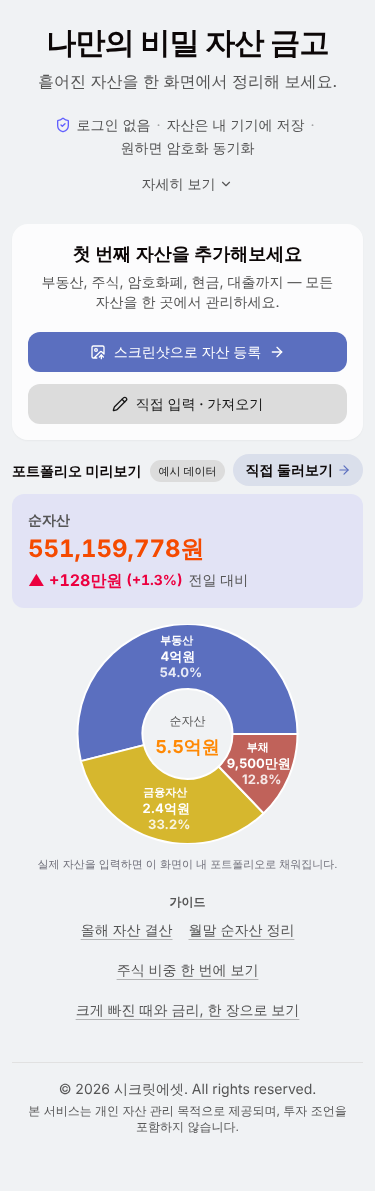 나만의 비밀 자산 금고
흩어진 자산을 한 화면에서 정리해 보세요.
로그인 없음 · 자산은 내 기기에 저장 ·
원하면 암호화 동기화
자세히 보기
첫 번째 자산을 추가해보세요
부동산, 주식, 암호화폐, 현금, 대출까지 — 모든
자산을 한 곳에서 관리하세요.
스크린샷으로 자산 등록
직접 입력 · 가져오기
포트폴리오 미리보기 예시 데이터 직접 둘러보기
순자산
551,159,778원
▲ +128만원 (+1.3%) 전일 대비
부동산
4억원
54.0%
순자산
5.5억원
부채
9,500만원
12.8%
금융자산
2.4억원
33.2%
실제 자산을 입력하면 이 화면이 내 포트폴리오로 채워집니다.
가이드
올해 자산 결산 월말 순자산 정리
주식 비중 한 번에 보기
크게 빠진 때와 금리, 한 장으로 보기
© 2026 시크릿에셋. All rights reserved.
본 서비스는 개인 자산 관리 목적으로 제공되며, 투자 조언을
포함하지 않습니다.